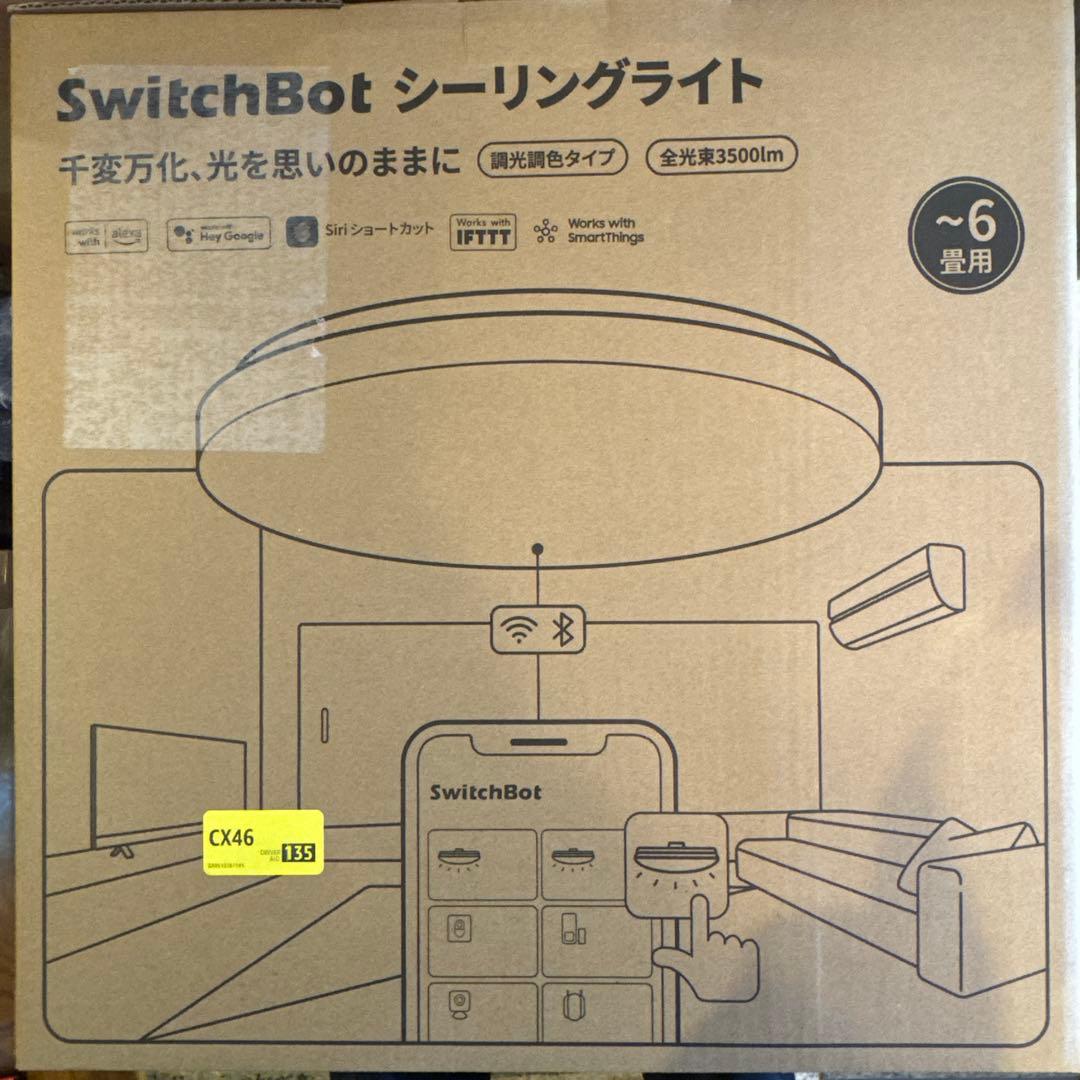 SwitchBot シーリングライト
千変万化、光を思いのままに 調光調色タイプ 全光束3500lm
works with alexa
Hey Google
Siri ショートカット
Works with IFTTT
Works with SmartThings
~6
畳用
SwitchBot
CX46
DRIVER AID 135